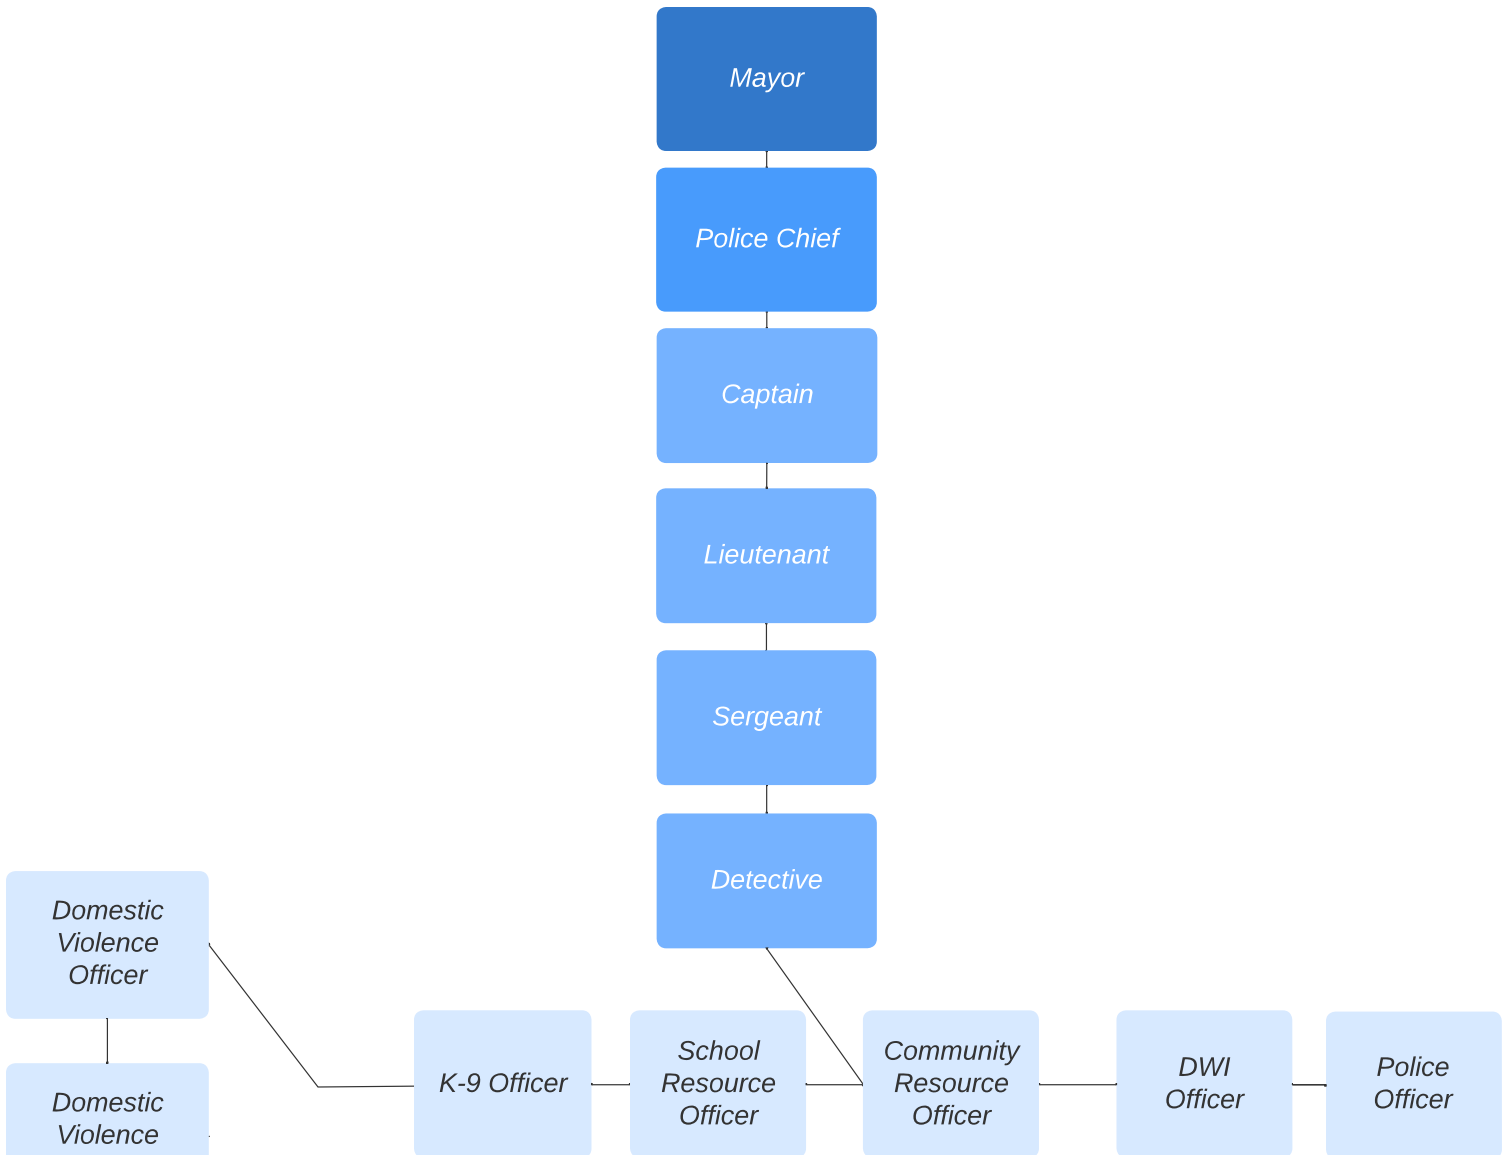 Mayor
Police Chief
Captain
Lieutenant
Sergeant
Detective
Domestic
Violence
Officer
Domestic
Violence
K-9 Officer
School
Resource
Officer
Community
Resource
Officer
DWI
Officer
Police
Officer